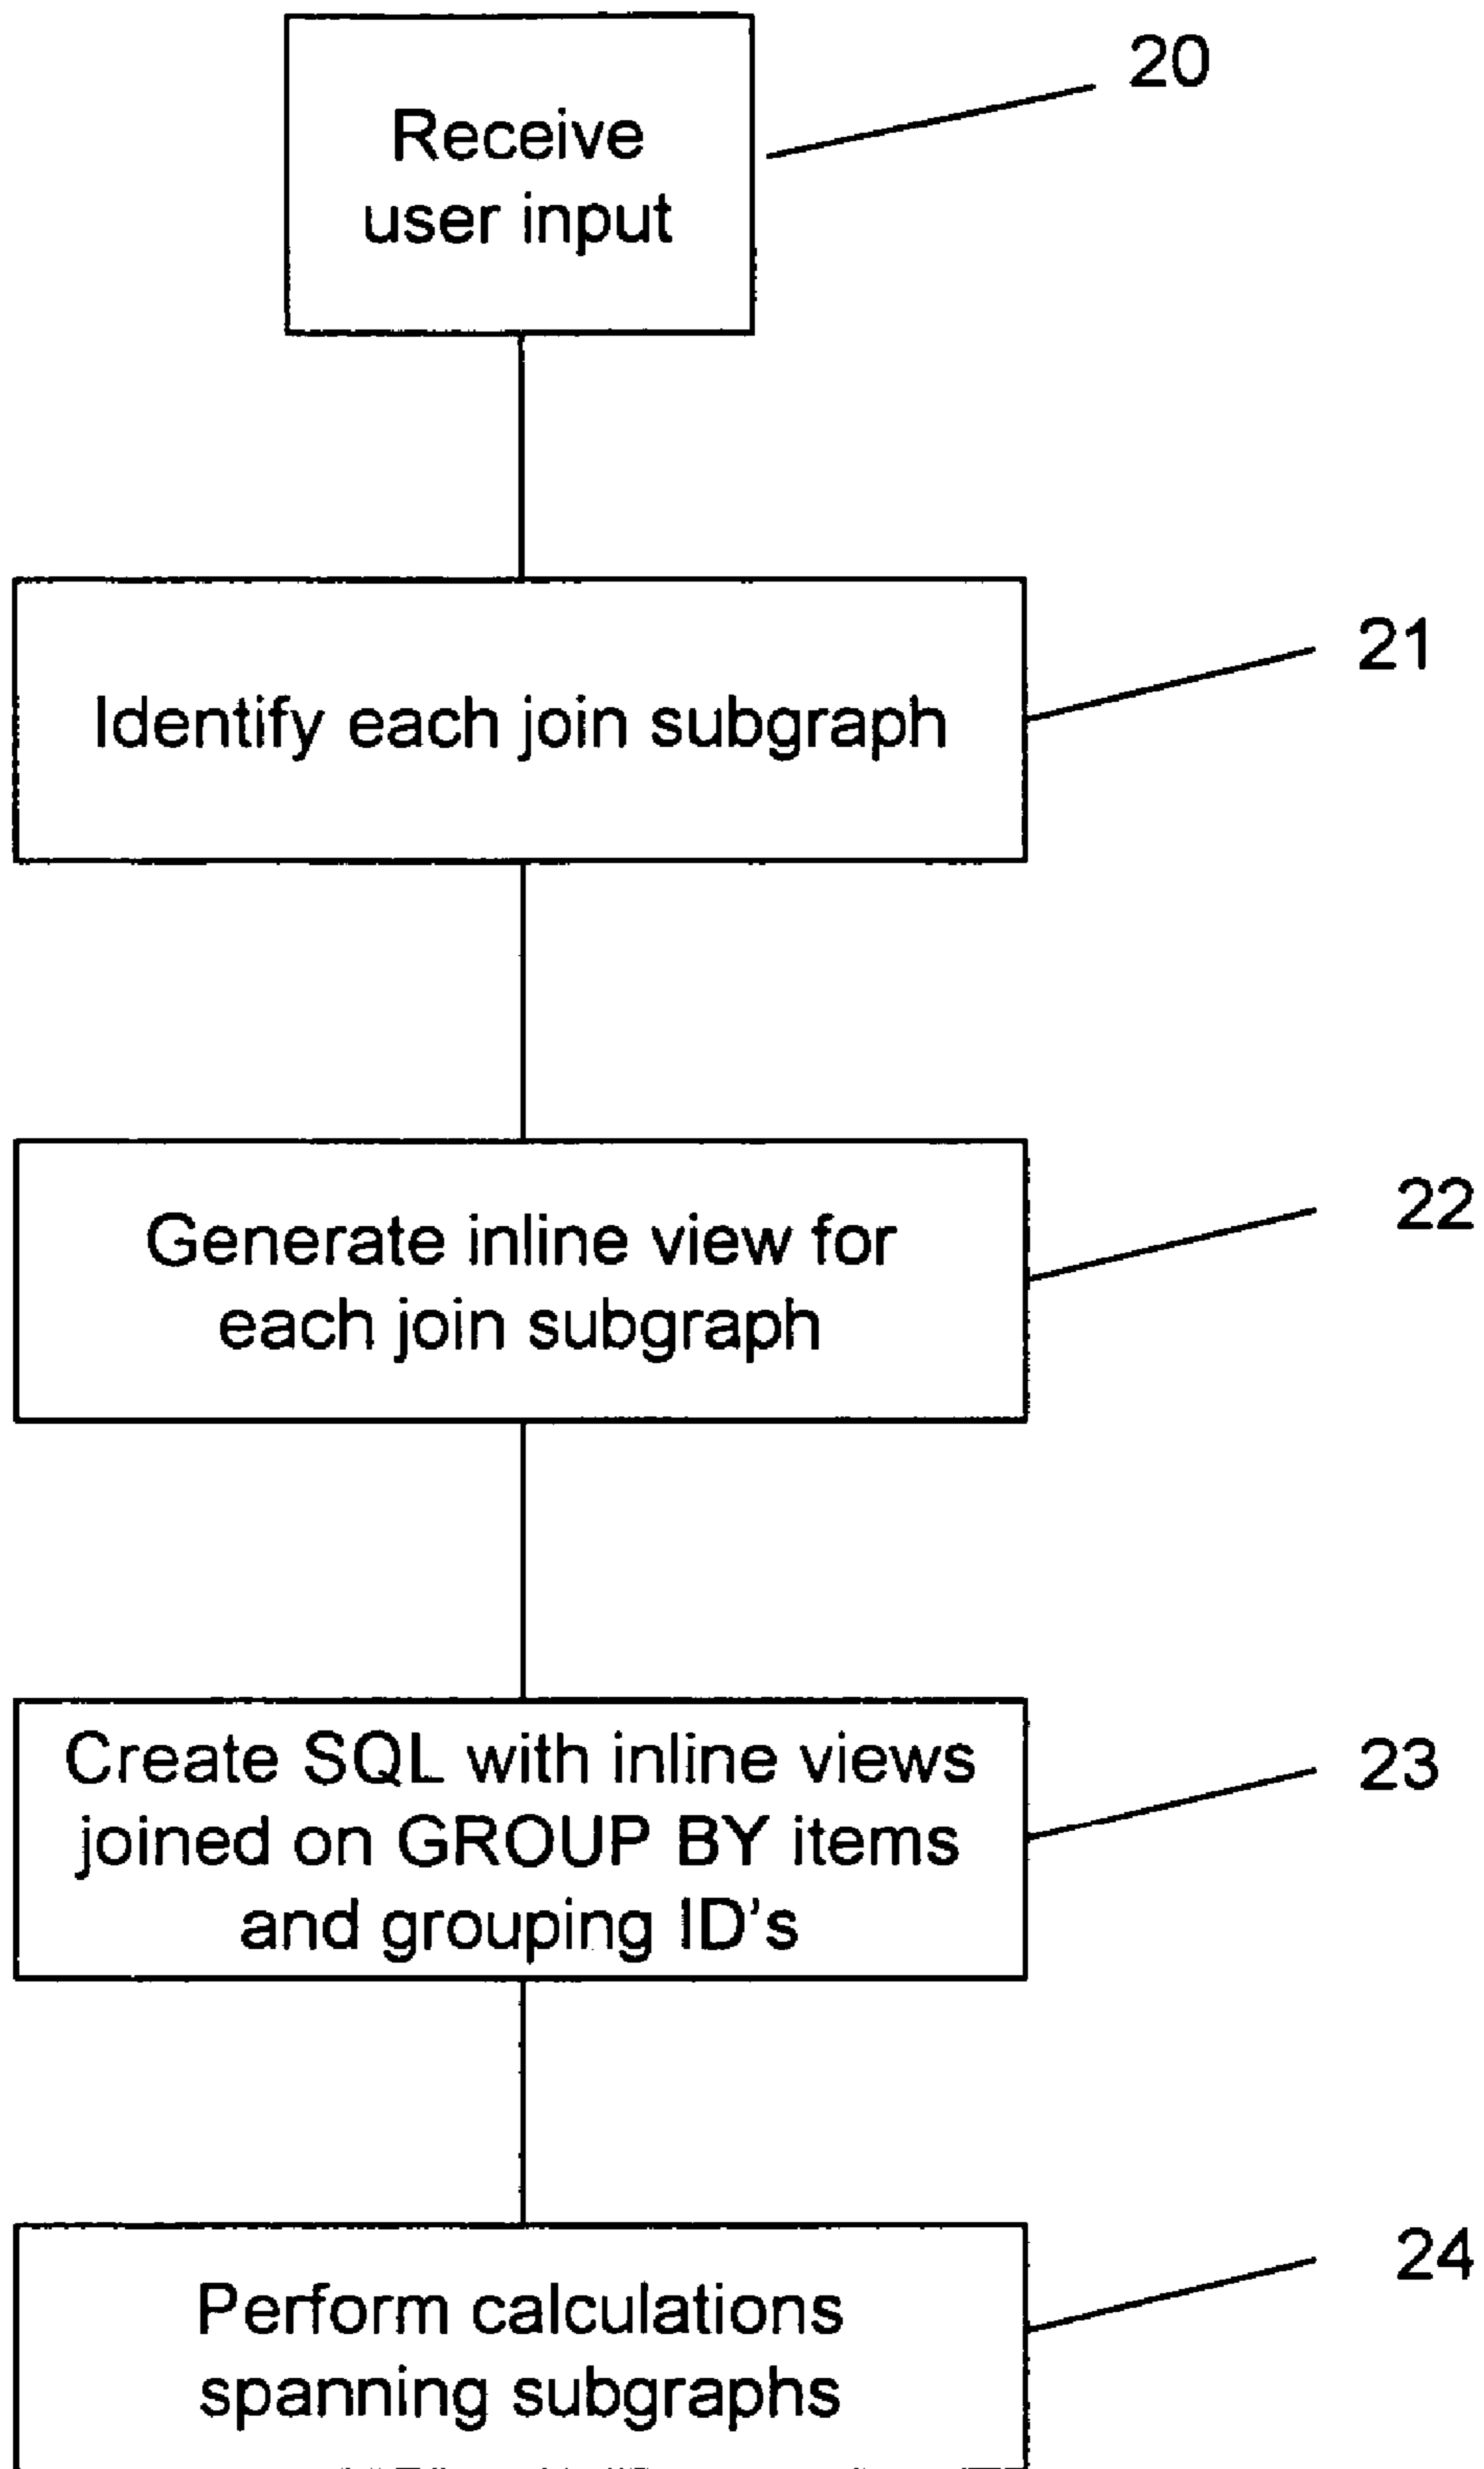 20
Receive
user input
21
Identify each join subgraph
22
Generate inline view for
each join subgraph
23
Create SQL with inline views
joined on GROUP BY items
and grouping ID's
24
Perform calculations
spanning subgraphs